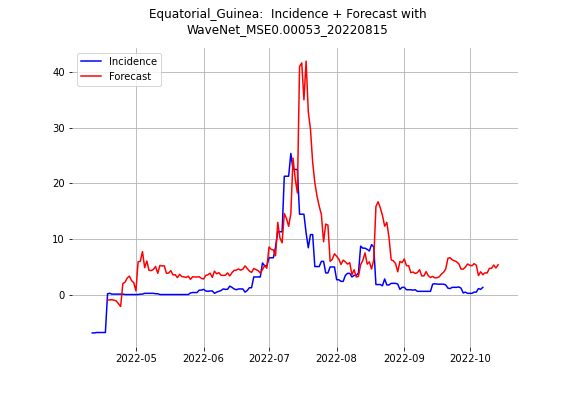 Equatorial_Guinea:  Incidence + Forecast with
WaveNet_MSE0.00053_20220815
Incidence
Forecast
40
30
20
10
0
2022-05
2022-06
2022-07
2022-08
2022-09
2022-10